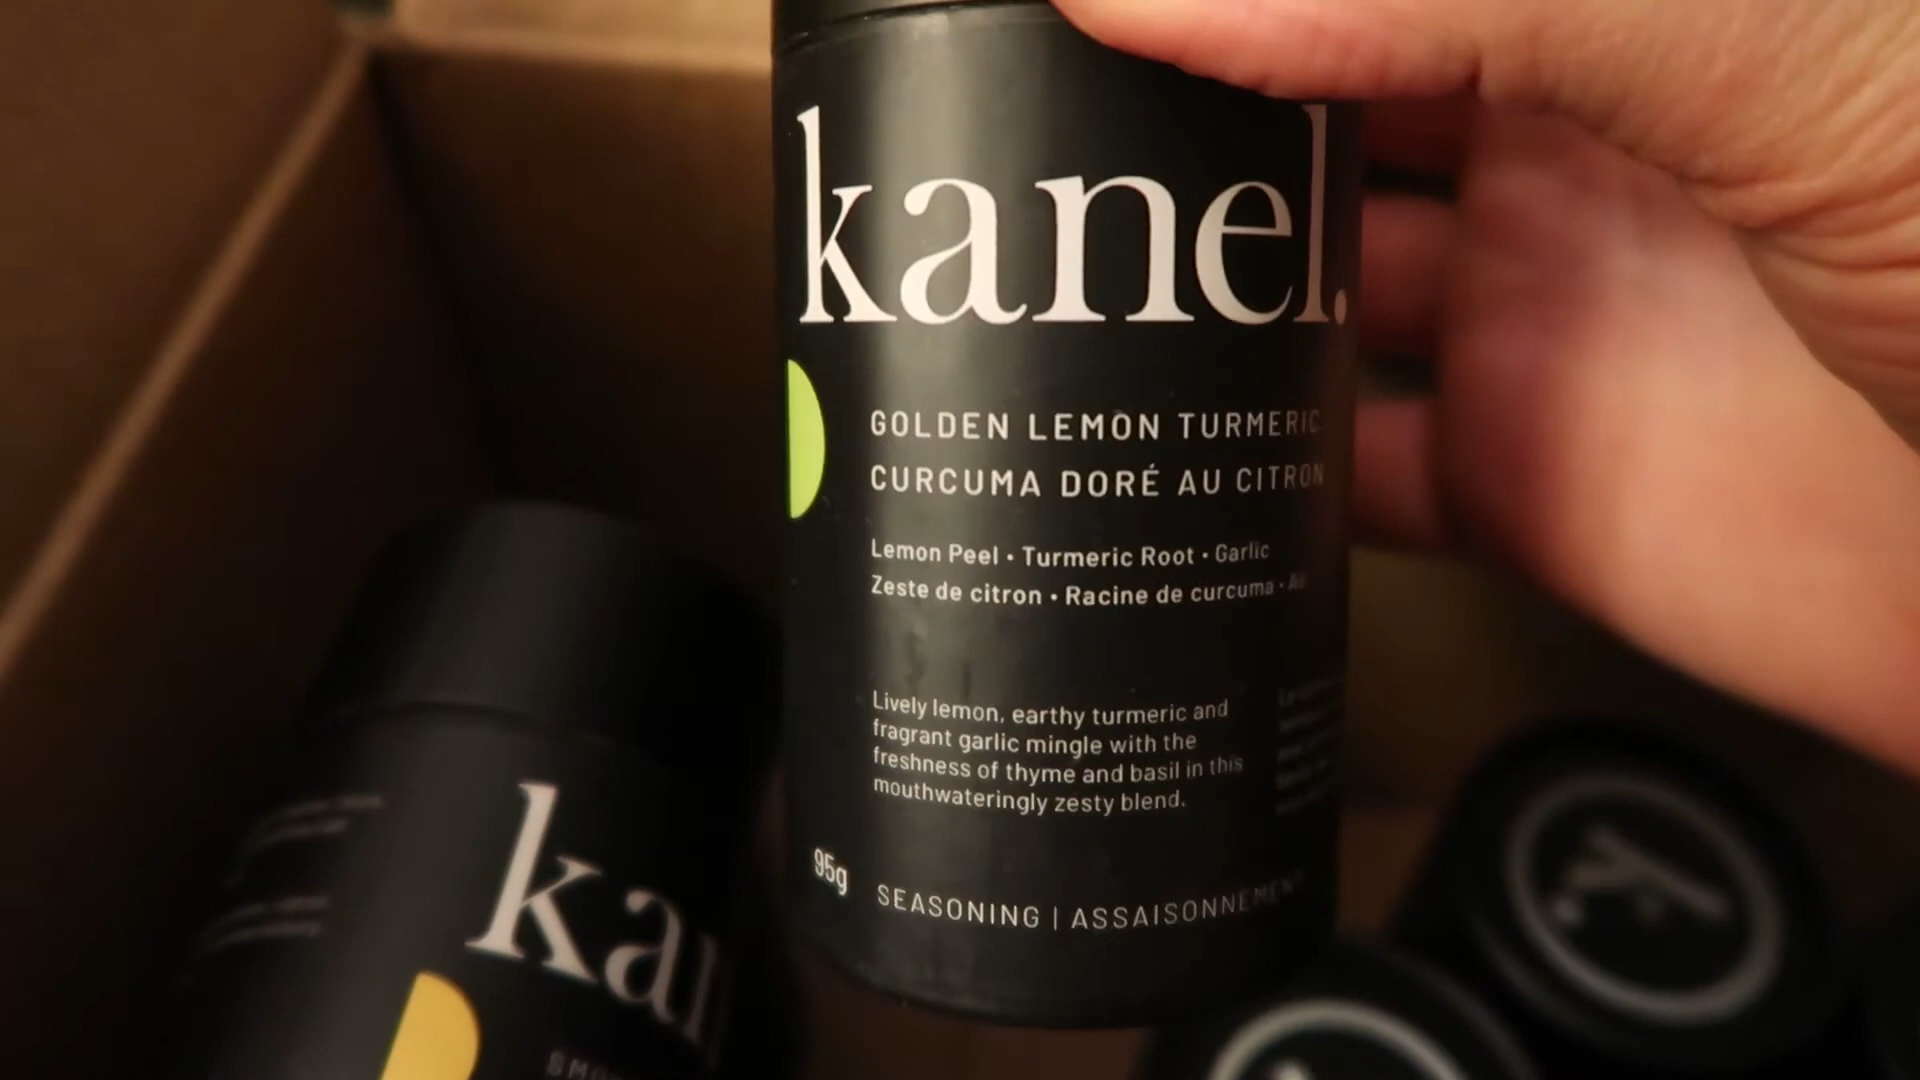 kanel.
GOLDEN LEMON TURMERIC
CURCUMA DORÉ AU CITRON
Lemon Peel • Turmeric Root • Garlic
Zeste de citron • Racine de curcuma •
Lively lemon, earthy turmeric and
fragrant garlic mingle with the
freshness of thyme and basil in this
mouthwateringly zesty blend.
95g
SEASONING | ASSAISONNEMENT